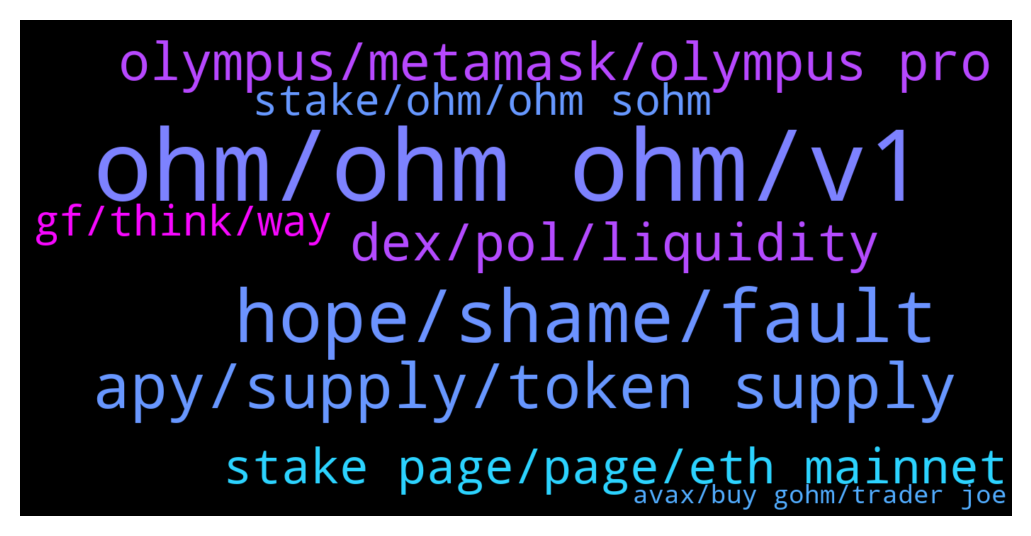 olympus/metamask/olympus pro
stake/ohm/ohm sohm
ohm/ohm ohm/v1
gf/think/way
dex/pol/liquidity
hope/shame/fault
apy/supply/token supply
stake page/page/eth mainnet
avax/buy gohm/trader joe